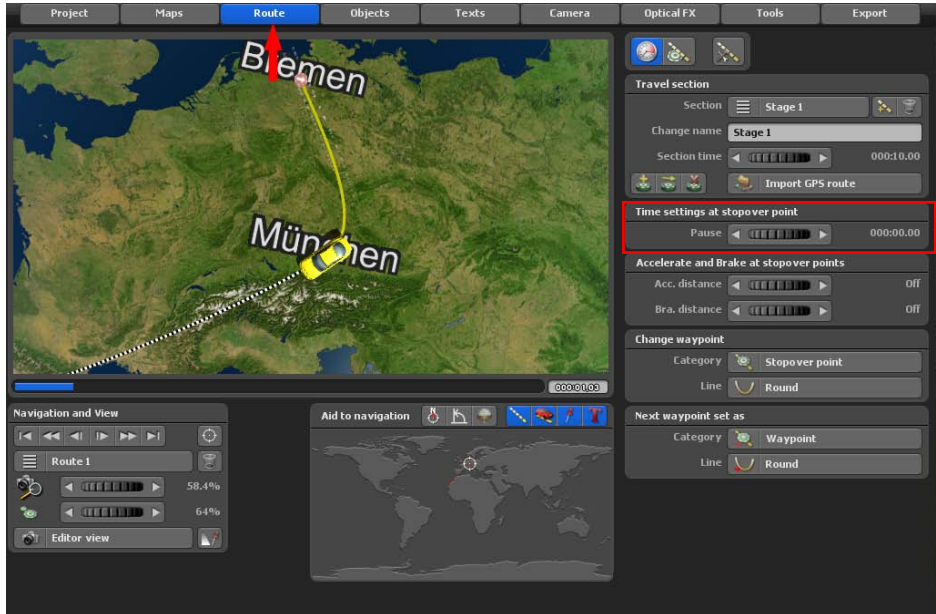 Project Maps Route Objects Texts Camera Optical FX Tools Export
Bremen
München
000:01.03
Travel section
Section Stage 1
Change name Stage 1
Section time 000:10.00
Import GPS route
Time settings at stopover point
Pause 000:00.00
Accelerate and Brake at stopover points
Acc. distance Off
Bra. distance Off
Change waypoint
Category Stopover point
Line Round
Navigation and View
Route 1
58.4%
64%
Editor view
Aid to navigation
Next waypoint set as
Category Waypoint
Line Round